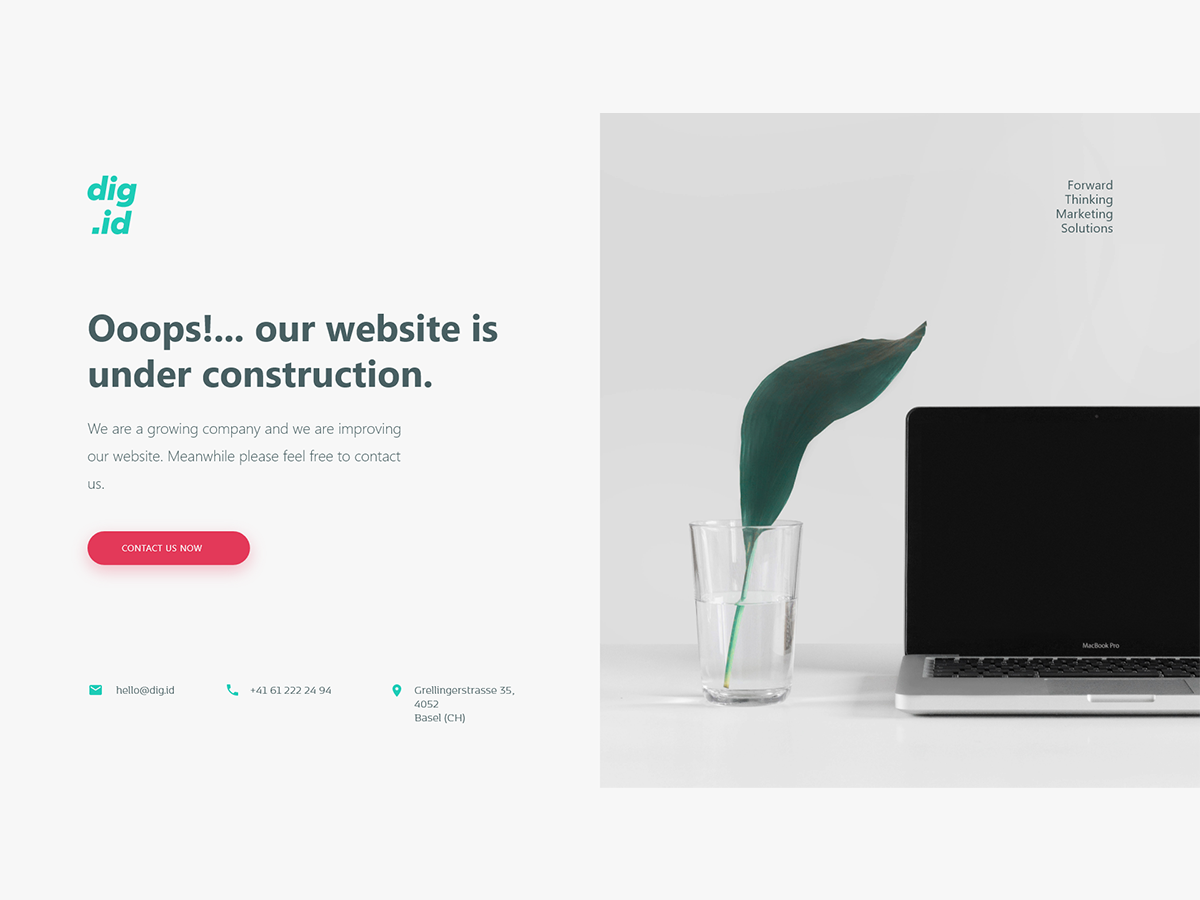 dig
.id
Forward
Thinking
Marketing
Solutions
Ooops!... our website is
under construction.
We are a growing company and we are improving
our website. Meanwhile please feel free to contact
us.
CONTACT US NOW
MacBook Pro
hello@dig.id
+41 61 222 24 94
Grellingerstrasse 35,
4052
Basel (CH)